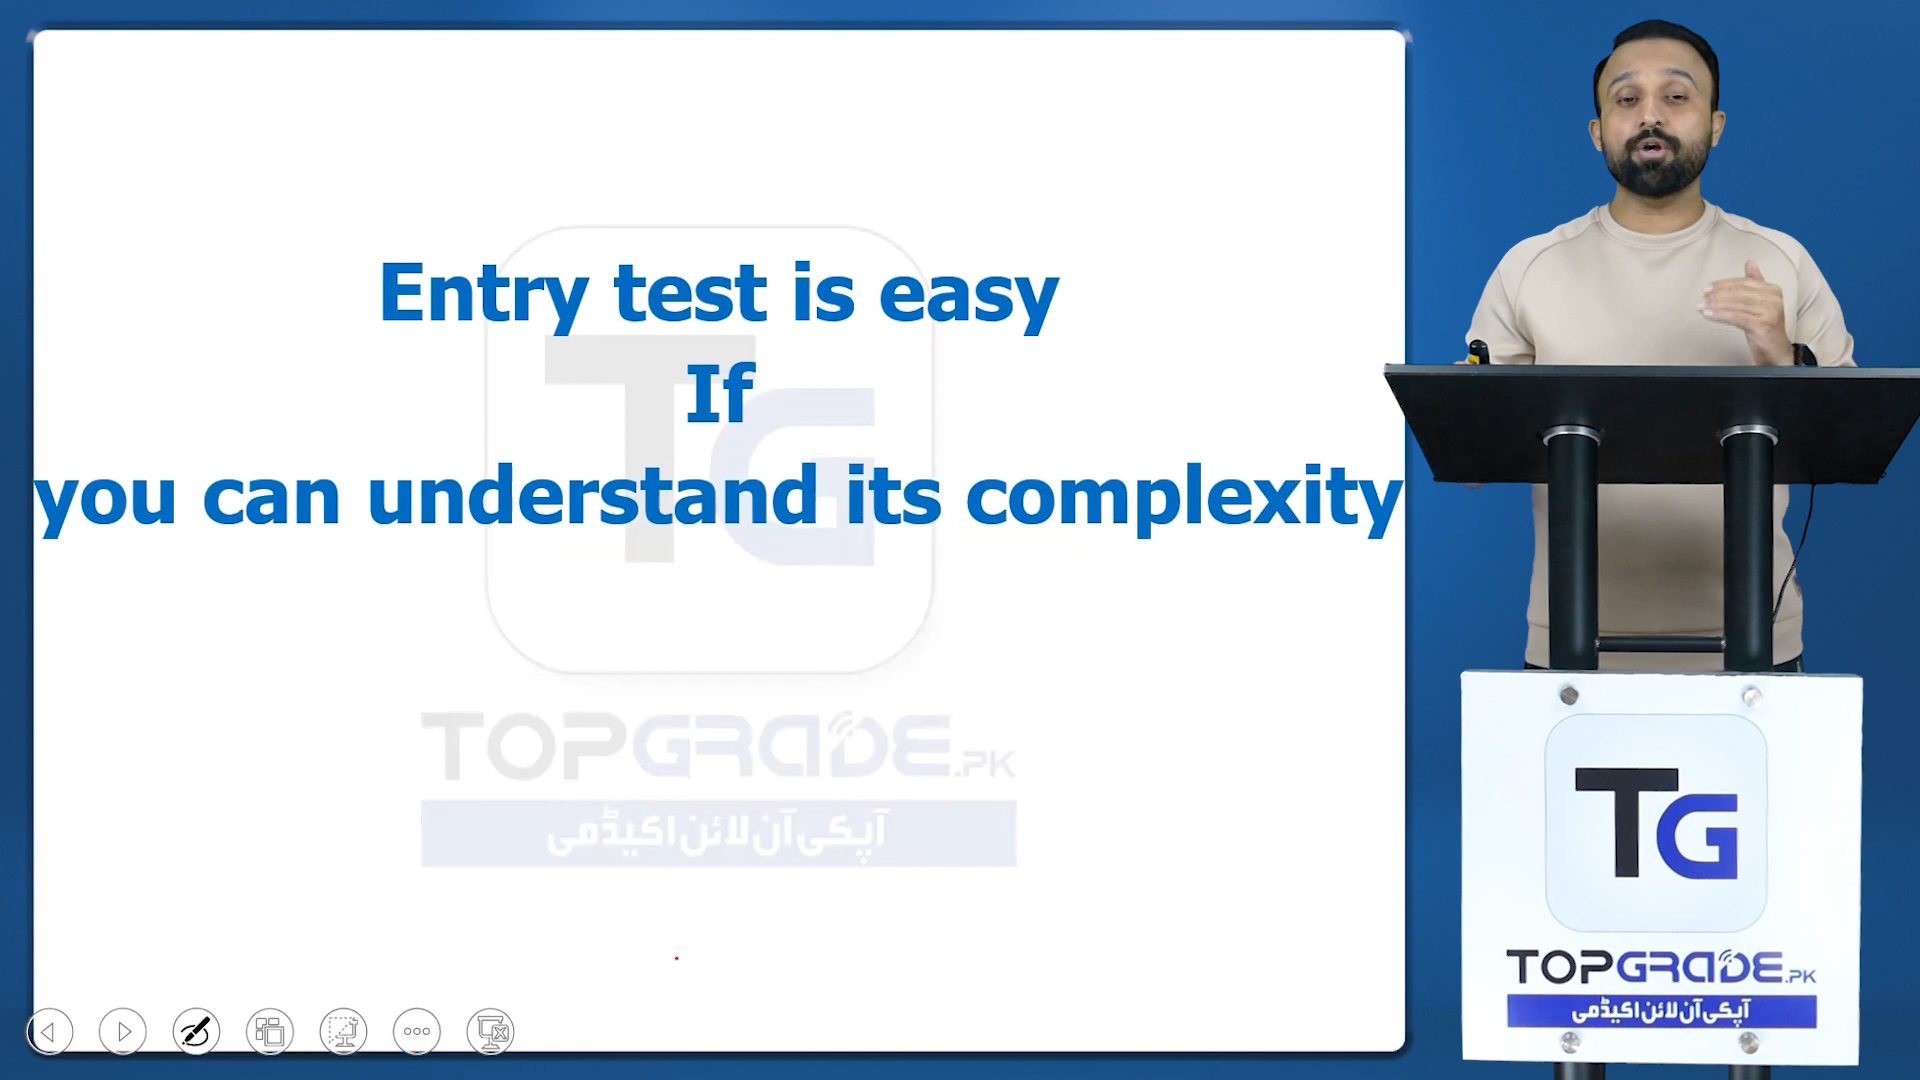 Entry test is easy
If
you can understand its complexity
TG
TOPGRADE.PK
آپکی آن لائن اکیڈمی
TG
TOPGRADE.PK
آپکی آن لائن اکیڈمی